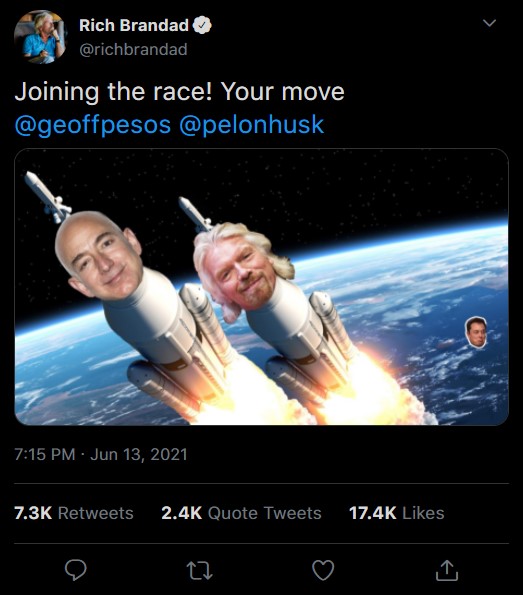 Rich Brandad
@richbrandad
Joining the race! Your move
@geoffpesos @pelonhusk
7:15 PM · Jun 13, 2021
7.3K Retweets 2.4K Quote Tweets 17.4K Likes